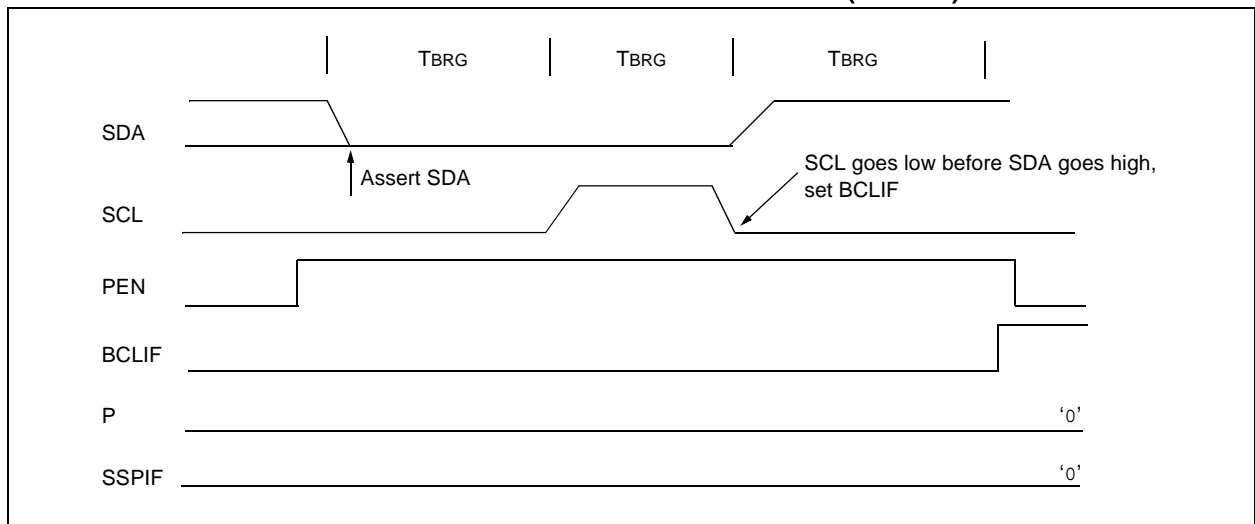 TBRG TBRG TBRG
SDA
Assert SDA
SCL goes low before SDA goes high,
set BCLIF
SCL
PEN
BCLIF
P '0'
SSPIF '0'